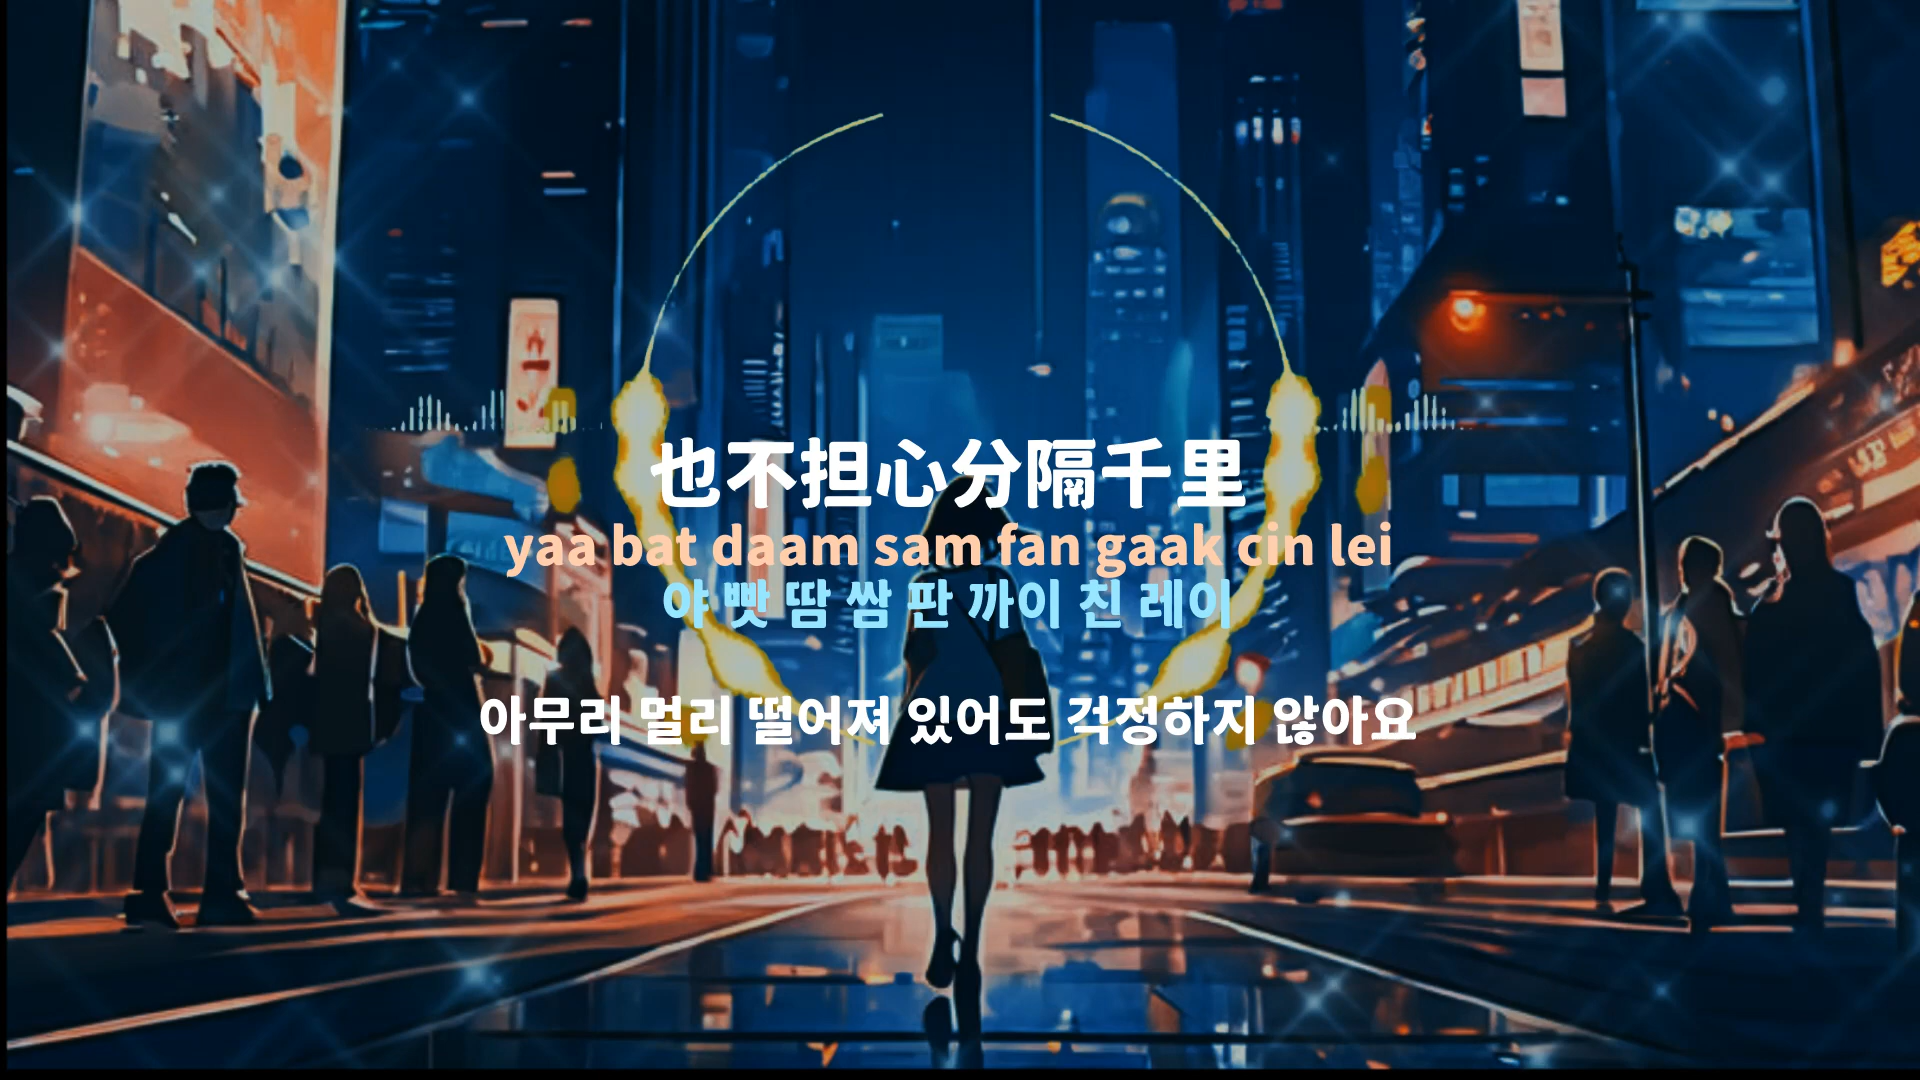 也不担心分隔千里
yaa bat daam sam fan gaak cin lei
야 빳 땀 쌈 판 까이 친 레이
아무리 멀리 떨어져 있어도 걱정하지 않아요